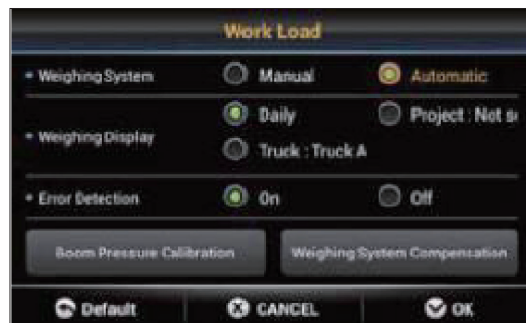 Work Load
Weighing System Manual Automatic
Daily Project : Not s
Weighing Display
Truck : Truck A
Error Detection On Off
Boom Pressure Calibration Weighing System Compensation
Default CANCEL OK